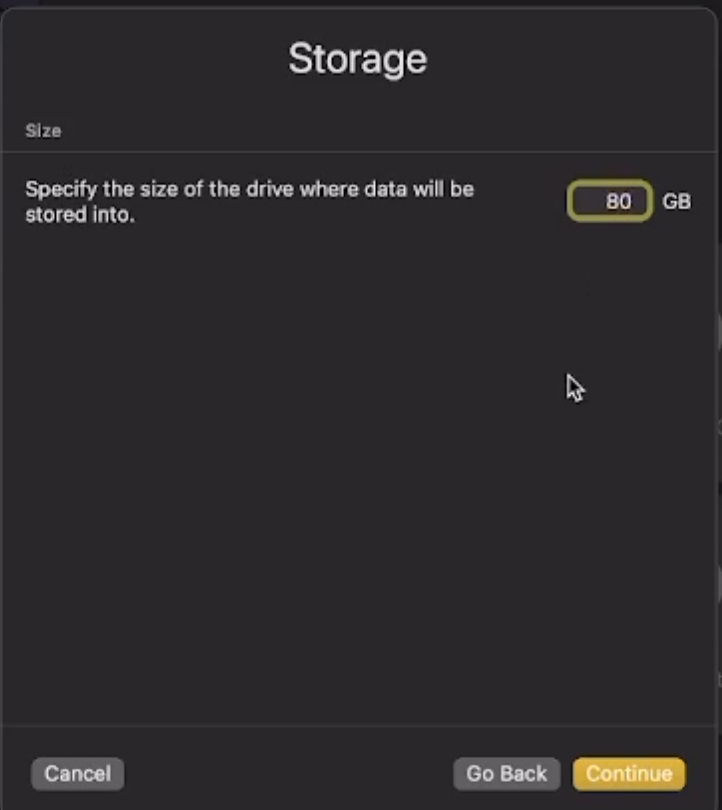 Storage
Size
Specify the size of the drive where data will be
stored into.
80 GB
Cancel Go Back Continue